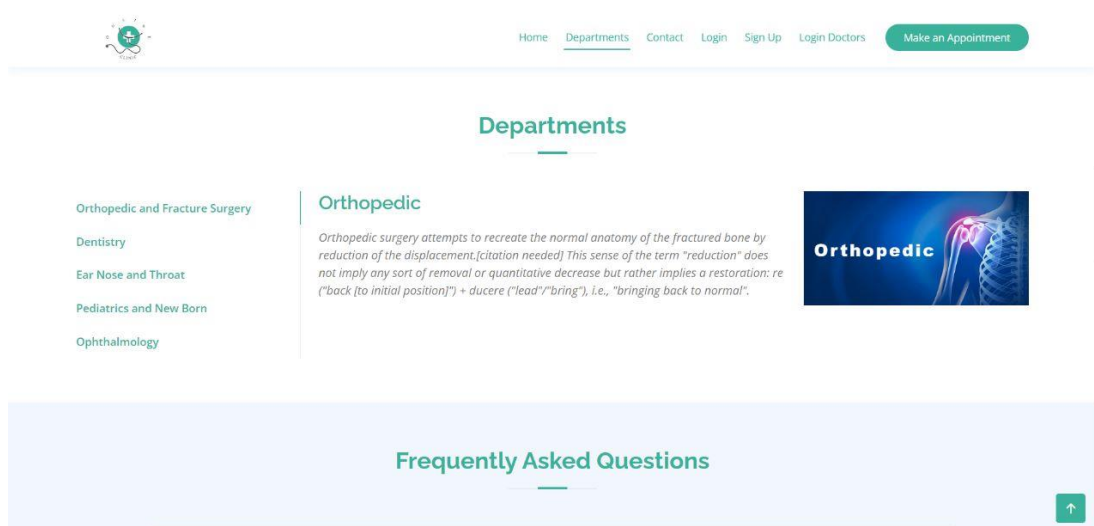 Home Departments Contact Login Sign Up Login Doctors Make an Appointment
Departments
Orthopedic and Fracture Surgery
Dentistry
Ear Nose and Throat
Pediatrics and New Born
Ophthalmology
Orthopedic
Orthopedic surgery attempts to recreate the normal anatomy of the fractured bone by
reduction of the displacement.[citation needed] This sense of the term "reduction" does
not imply any sort of removal or quantitative decrease but rather implies a restoration: re
("back [to initial position]") + ducere ("lead"/"bring"), i.e., "bringing back to normal".
Orthopedic
Frequently Asked Questions